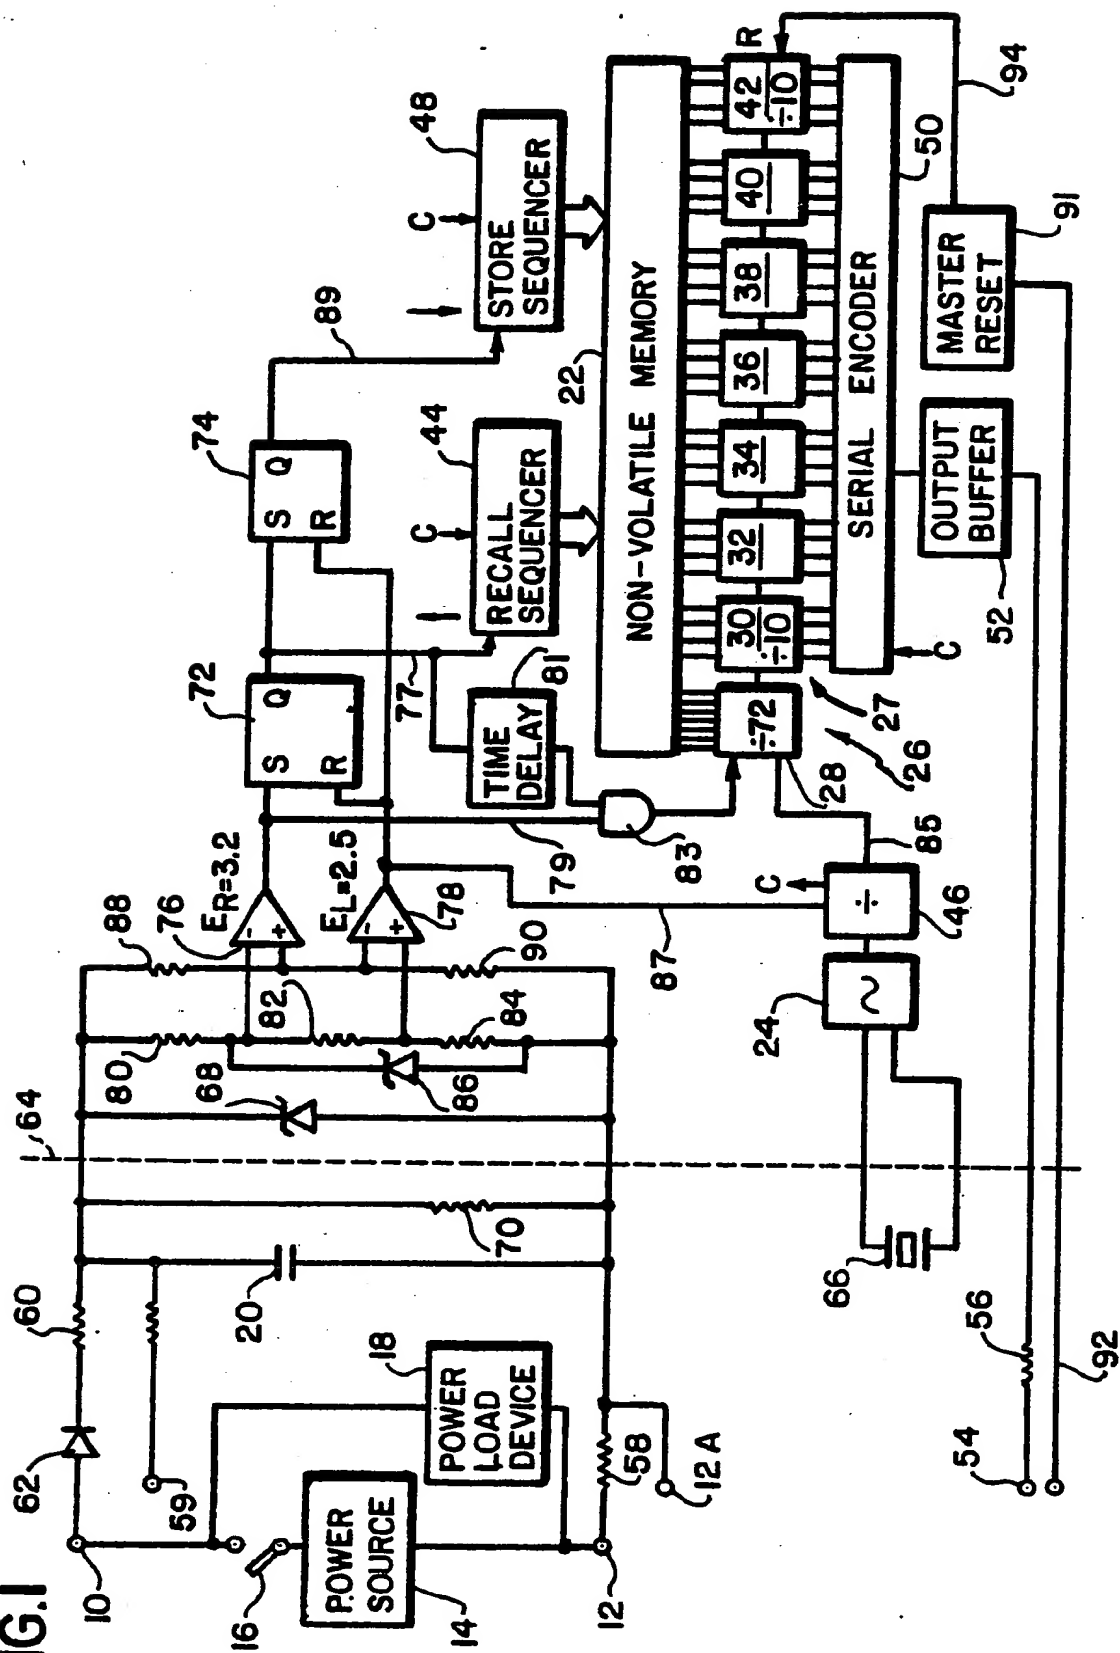 FIG.1
10
62
60
59
16
POWER
SOURCE
14
12
POWER
LOAD
DEVICE
18
58
12A
20
70
64
68
80
82
84
86
88
76
ER=3.2
EL=2.5
78
90
72
S
Q
R
74
S
Q
R
89
77
79
87
TIME
DELAY
81
83
RECALL
SEQUENCER
44
C
STORE
SEQUENCER
48
C
22
NON-VOLATILE MEMORY
÷72
28
30
÷10
32
34
36
38
40
42
÷10
R
27
26
SERIAL ENCODER
50
C
85
C
÷
46
24
66
OUTPUT
BUFFER
52
MASTER
RESET
91
94
54
56
92